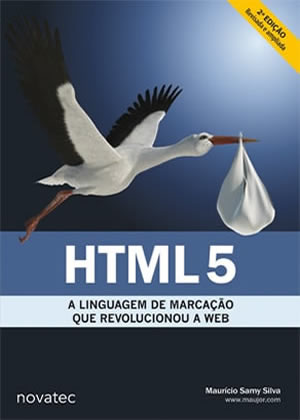 2ª EDIÇÃO
Revisada e ampliada
HTML 5
A LINGUAGEM DE MARCAÇÃO
QUE REVOLUCIONOU A WEB
Maurício Samy Silva
www.maujor.com
novatec